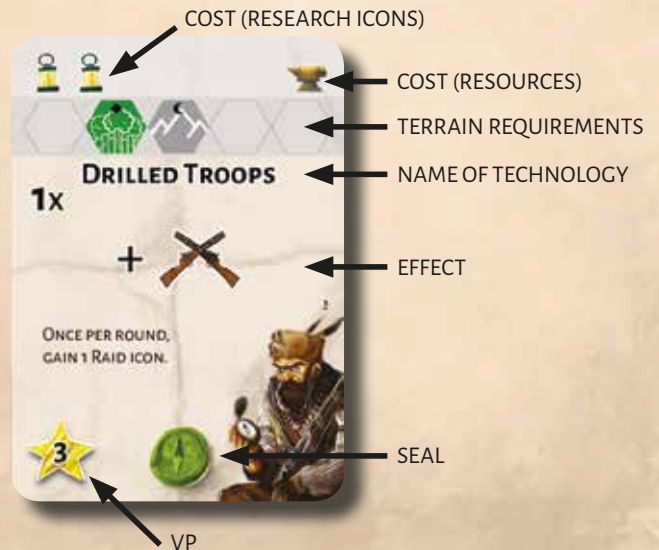 COST (RESEARCH ICONS)
COST (RESOURCES)
TERRAIN REQUIREMENTS
DRILLED TROOPS
NAME OF TECHNOLOGY
1X
+
EFFECT
2
ONCE PER ROUND,
GAIN 1 RAID ICON.
3
SEAL
VP